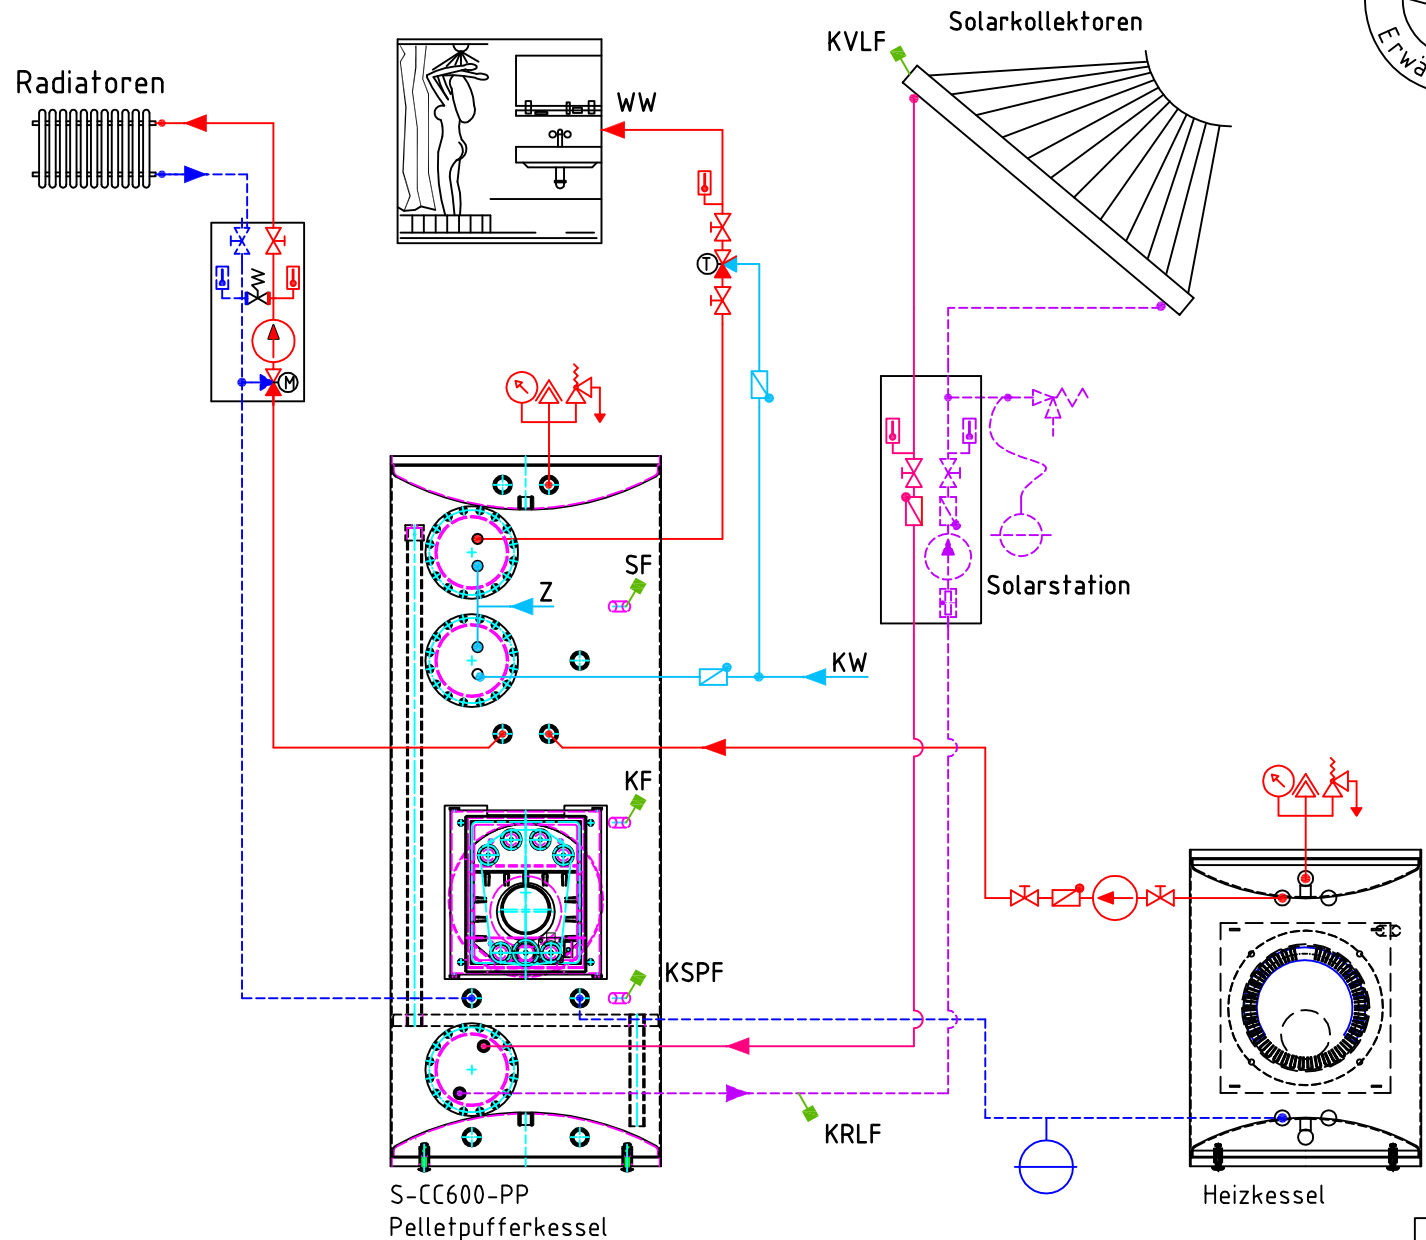 Solarkollektoren
KVLF
Radiatoren
WW
T
M
SF
Z
Solarstation
KW
KF
KSPF
KRLF
S-CC600-PP
Pelletpufferkessel
Heizkessel